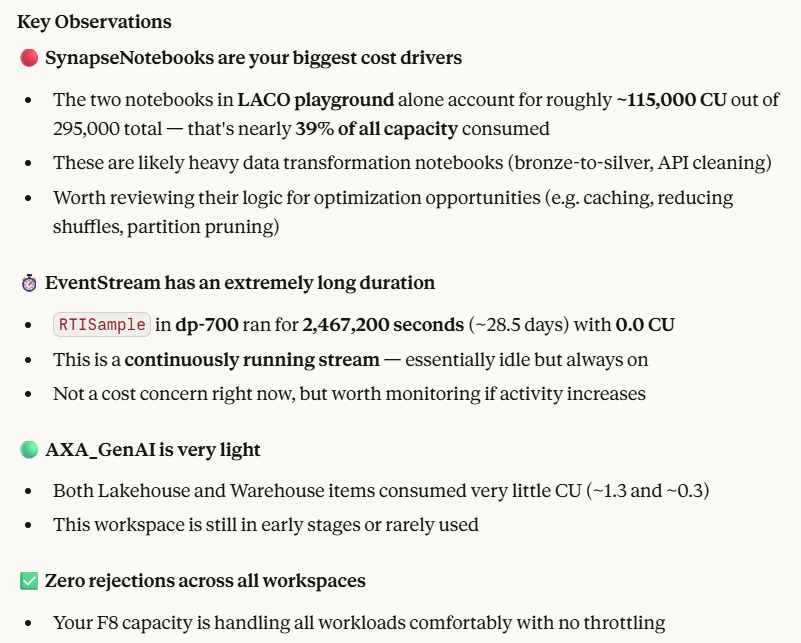 Key Observations
SynapseNotebooks are your biggest cost drivers
The two notebooks in LACO playground alone account for roughly ~115,000 CU out of
295,000 total — that's nearly 39% of all capacity consumed
These are likely heavy data transformation notebooks (bronze-to-silver, API cleaning)
Worth reviewing their logic for optimization opportunities (e.g. caching, reducing
shuffles, partition pruning)
EventStream has an extremely long duration
RTISample in dp-700 ran for 2,467,200 seconds (~28.5 days) with 0.0 CU
This is a continuously running stream — essentially idle but always on
Not a cost concern right now, but worth monitoring if activity increases
AXA_GenAI is very light
Both Lakehouse and Warehouse items consumed very little CU (~1.3 and ~0.3)
This workspace is still in early stages or rarely used
Zero rejections across all workspaces
Your F8 capacity is handling all workloads comfortably with no throttling